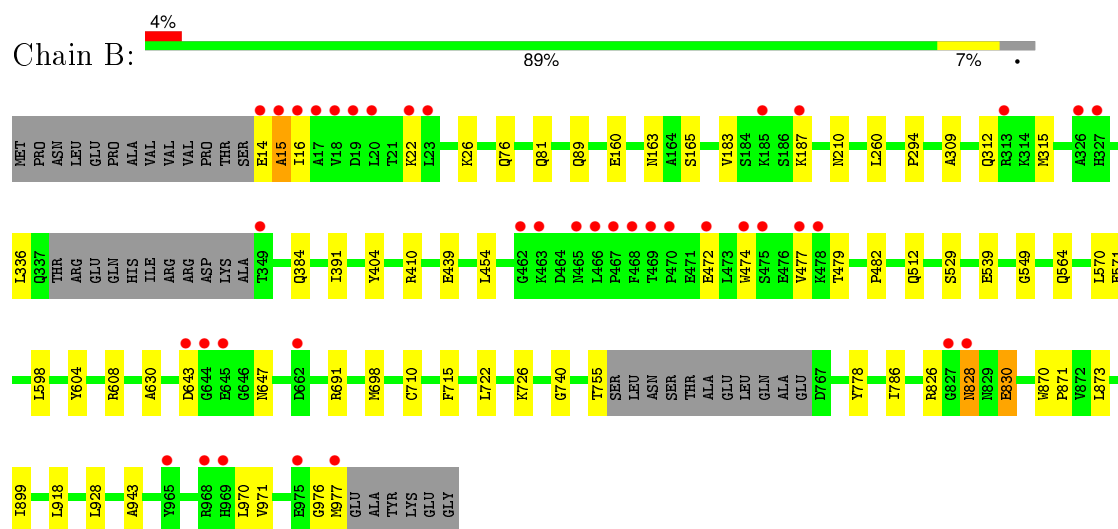 4%
Chain B:
89% 7% •
MET PRO ASN LEU GLU PRO ALA VAL VAL VAL PRO THR SER E14 A15 I16 A17 V18 D19 L20 T21 K22 L23 K26 Q76 Q81 Q89 E160 N163 A164 S165 V183 S184 K185 S186 K187 N210 L260 P294 A309 Q312 R313 K314 M315 A326 H327
L336 Q337 THR ARG GLU GLN HIS ILE ARG ARG ASP LYS ALA T349 Q384 I391 Y404 R410 E439 L454 G462 K463 D464 N465 L466 P467 F468 T469 P470 E471 E472 L473 W474 S475 E476 V477 K478 T479 P482 Q512 S529 E539 G549 Q564 L570 E571
L598 Y604 R608 A630 D643 G644 E645 G646 N647 D662 R691 M698 C710 F715 L722 K726 G740 T755 SER LEU ASN SER THR ALA GLU LEU GLN ALA GLU D767 Y778 I786 R826 G827 N828 N829 E830 W870 P871 V872 L873
I899 L918 L928 A943 Y965 R968 H969 L970 V971 E975 G976 M977 GLU ALA TYR LYS GLU GLY